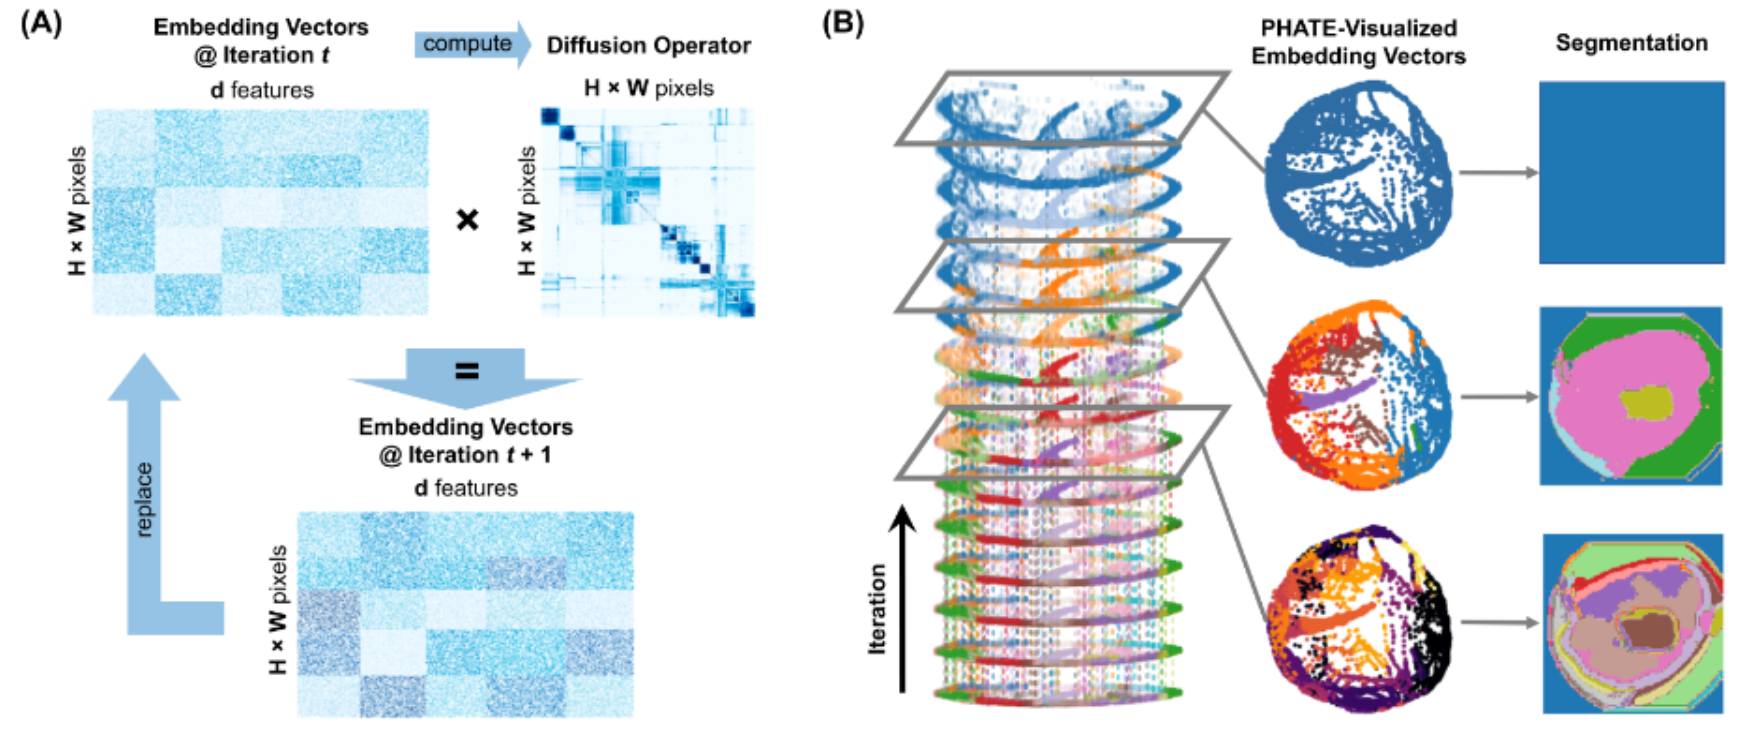 (A)
Embedding Vectors
@ Iteration t
d features
H × W pixels
compute
Diffusion Operator
H × W pixels
H × W pixels
×
=
replace
Embedding Vectors
@ Iteration t + 1
d features
H × W pixels
(B)
Iteration
PHATE-Visualized
Embedding Vectors
Segmentation